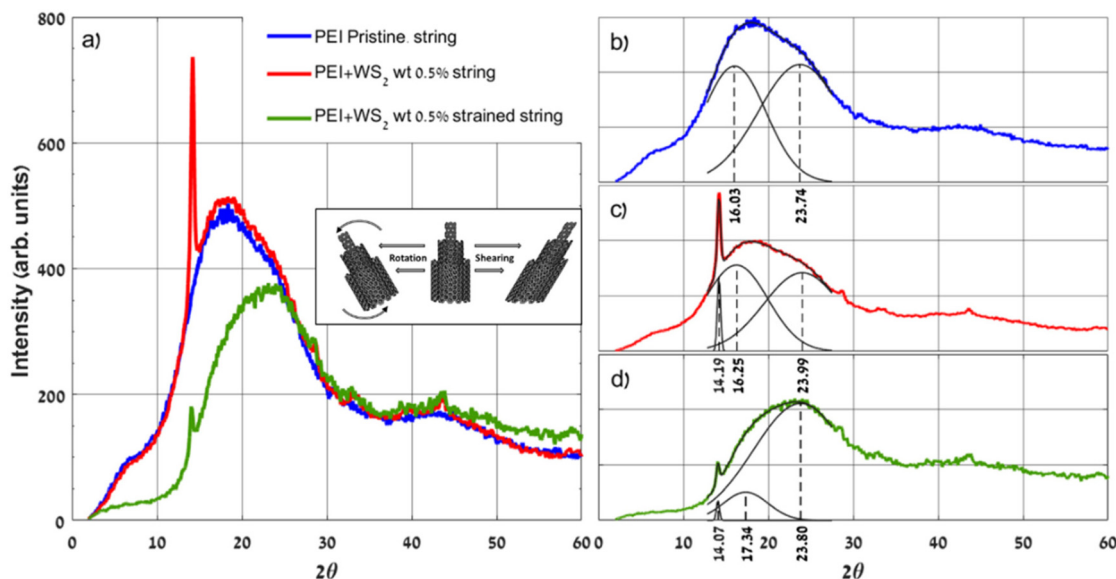 a)
PEI Pristine string
PEI+WS2 wt 0.5% string
PEI+WS2 wt 0.5% strained string
Rotation
Shearing
Intensity (arb. units)
800
600
400
200
0
0 10 20 30 40 50 60
2θ
b)
16.03
23.74
c)
14.19
16.25
23.99
d)
14.07
17.34
23.80
0 10 20 30 40 50 60
2θ